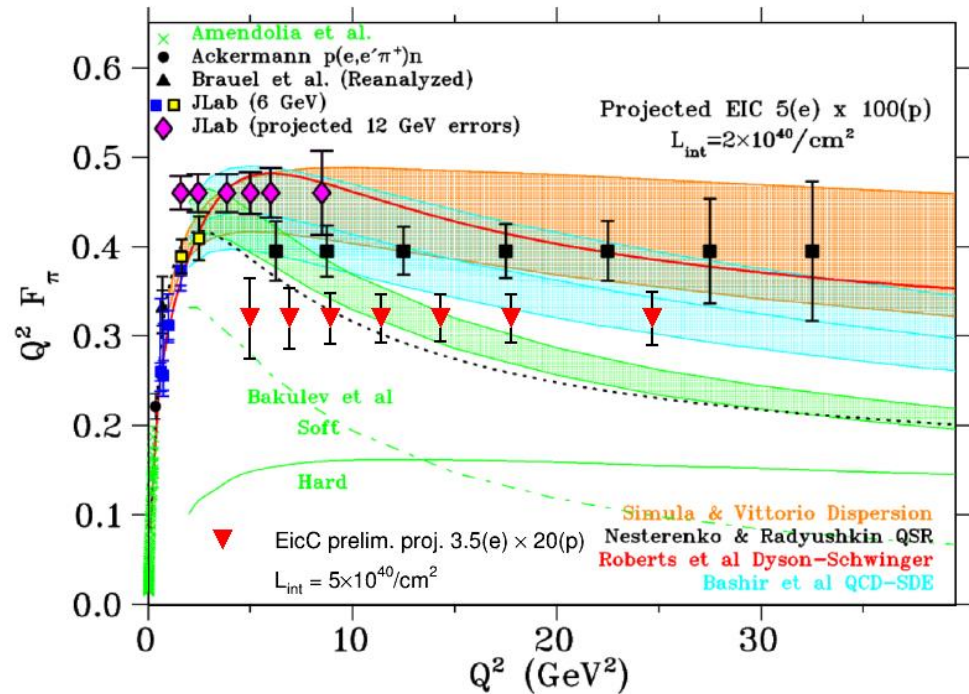 Amendolia et al.
Ackermann p(e,e′π⁺)n
Brauel et al. (Reanalyzed)
JLab (6 GeV)
JLab (projected 12 GeV errors)
Projected EIC 5(e) x 100(p)
L_int=2×10⁴⁰/cm²
0.6
0.5
0.4
0.3
0.2
0.1
0.0
Q² F_π
Bakulev et al
Soft
Hard
EicC prelim. proj. 3.5(e) × 20(p)
L_int = 5×10⁴⁰/cm²
Simula & Vittorio Dispersion
Nesterenko & Radyushkin QSR
Roberts et al Dyson-Schwinger
Bashir et al QCD-SDE
0 10 20 30
Q² (GeV²)